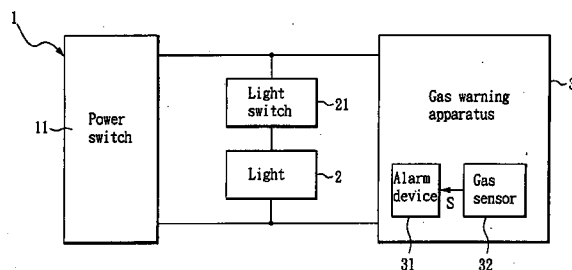 1
Power
switch
11
Light
switch
21
Light
2
Gas warning
apparatus
3
Alarm
device
S
Gas
sensor
31
32